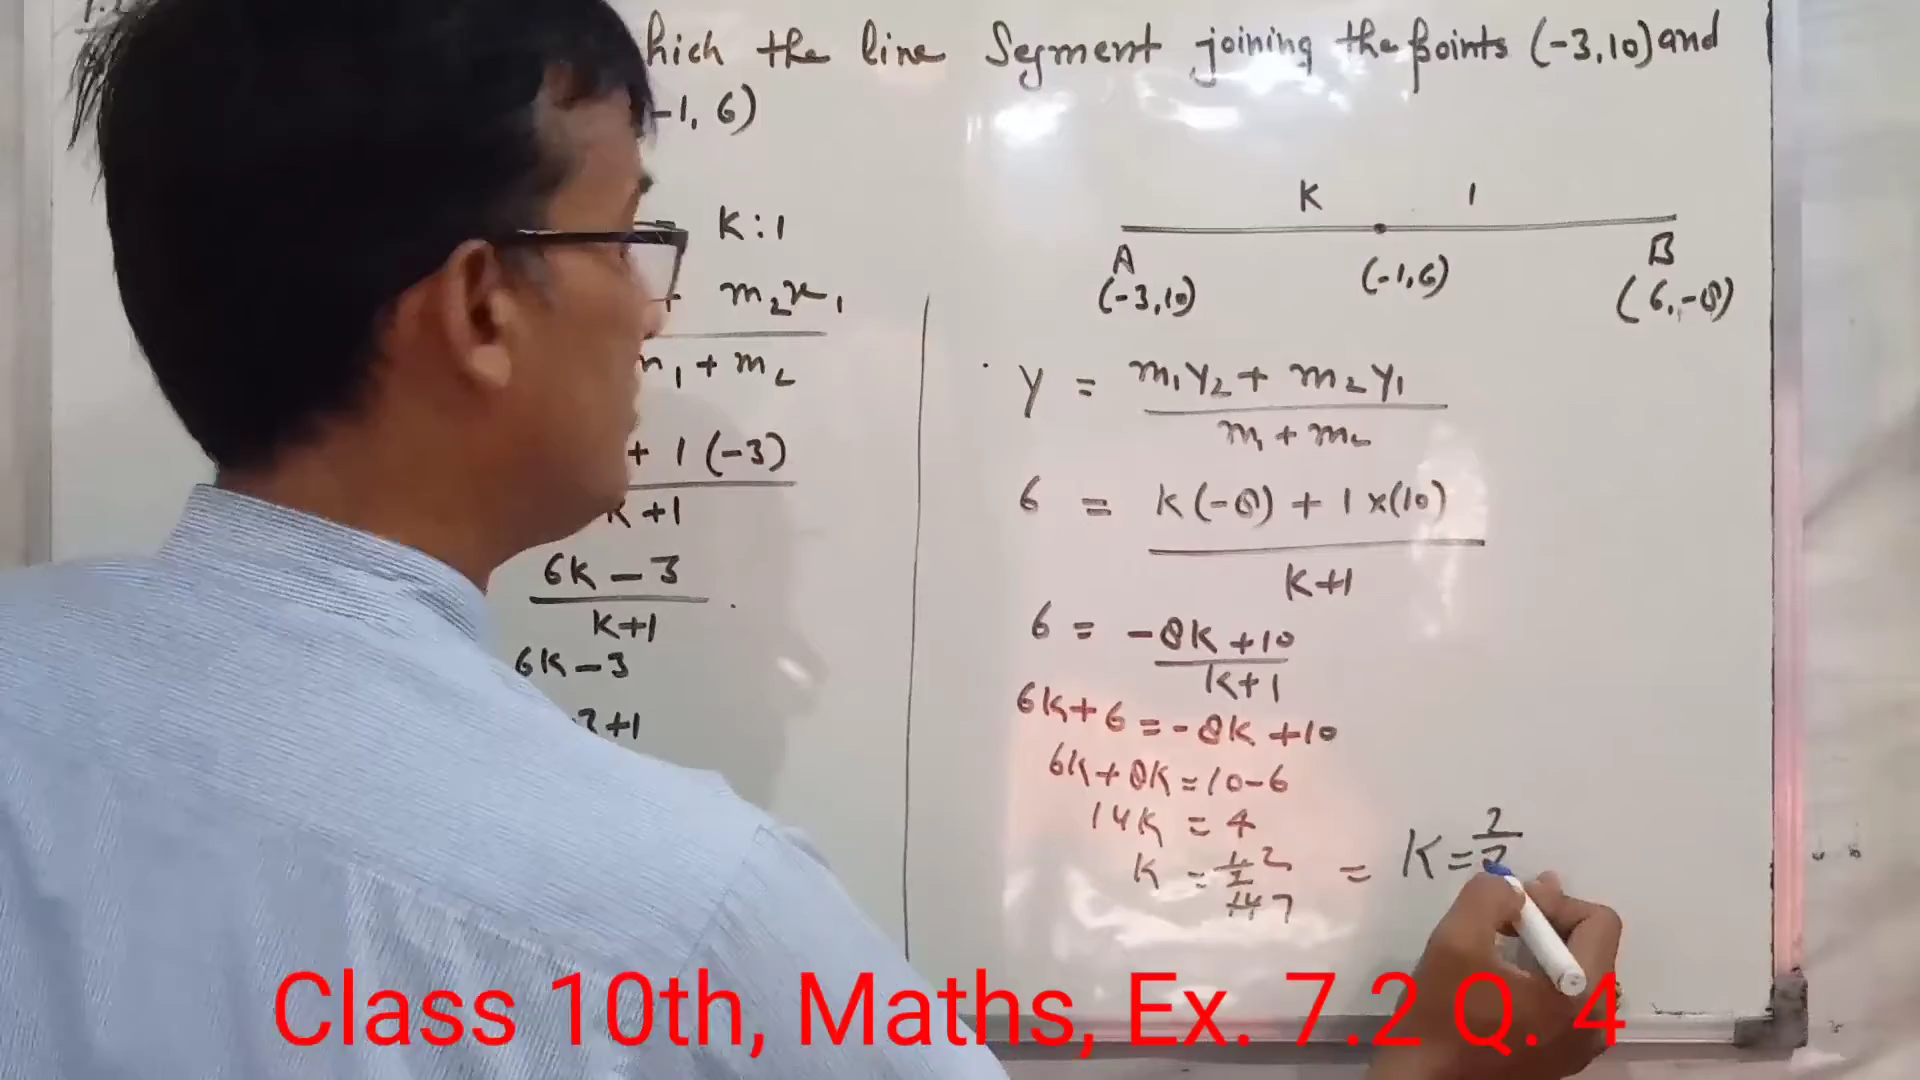 hich the line Segment joining the points (-3,10) and
-1, 6)
K:1
m₂x₁
n₁ + m₂
+ 1 (-3)
K+1
6K - 3
K+1
6K - 3
+1
K 1
A B
(-3,10) (-1,6) (6,-8)
y = m₁y₂ + m₂y₁
m₁ + m₂
6 = K(-8) + 1×(10)
K+1
6 = -8K +10
K+1
6K+6 = -8K +10
6K+8K = 10-6
14K = 4
K = 4 2 = K = 2
14 7
Class 10th, Maths, Ex. 7.2 Q. 4